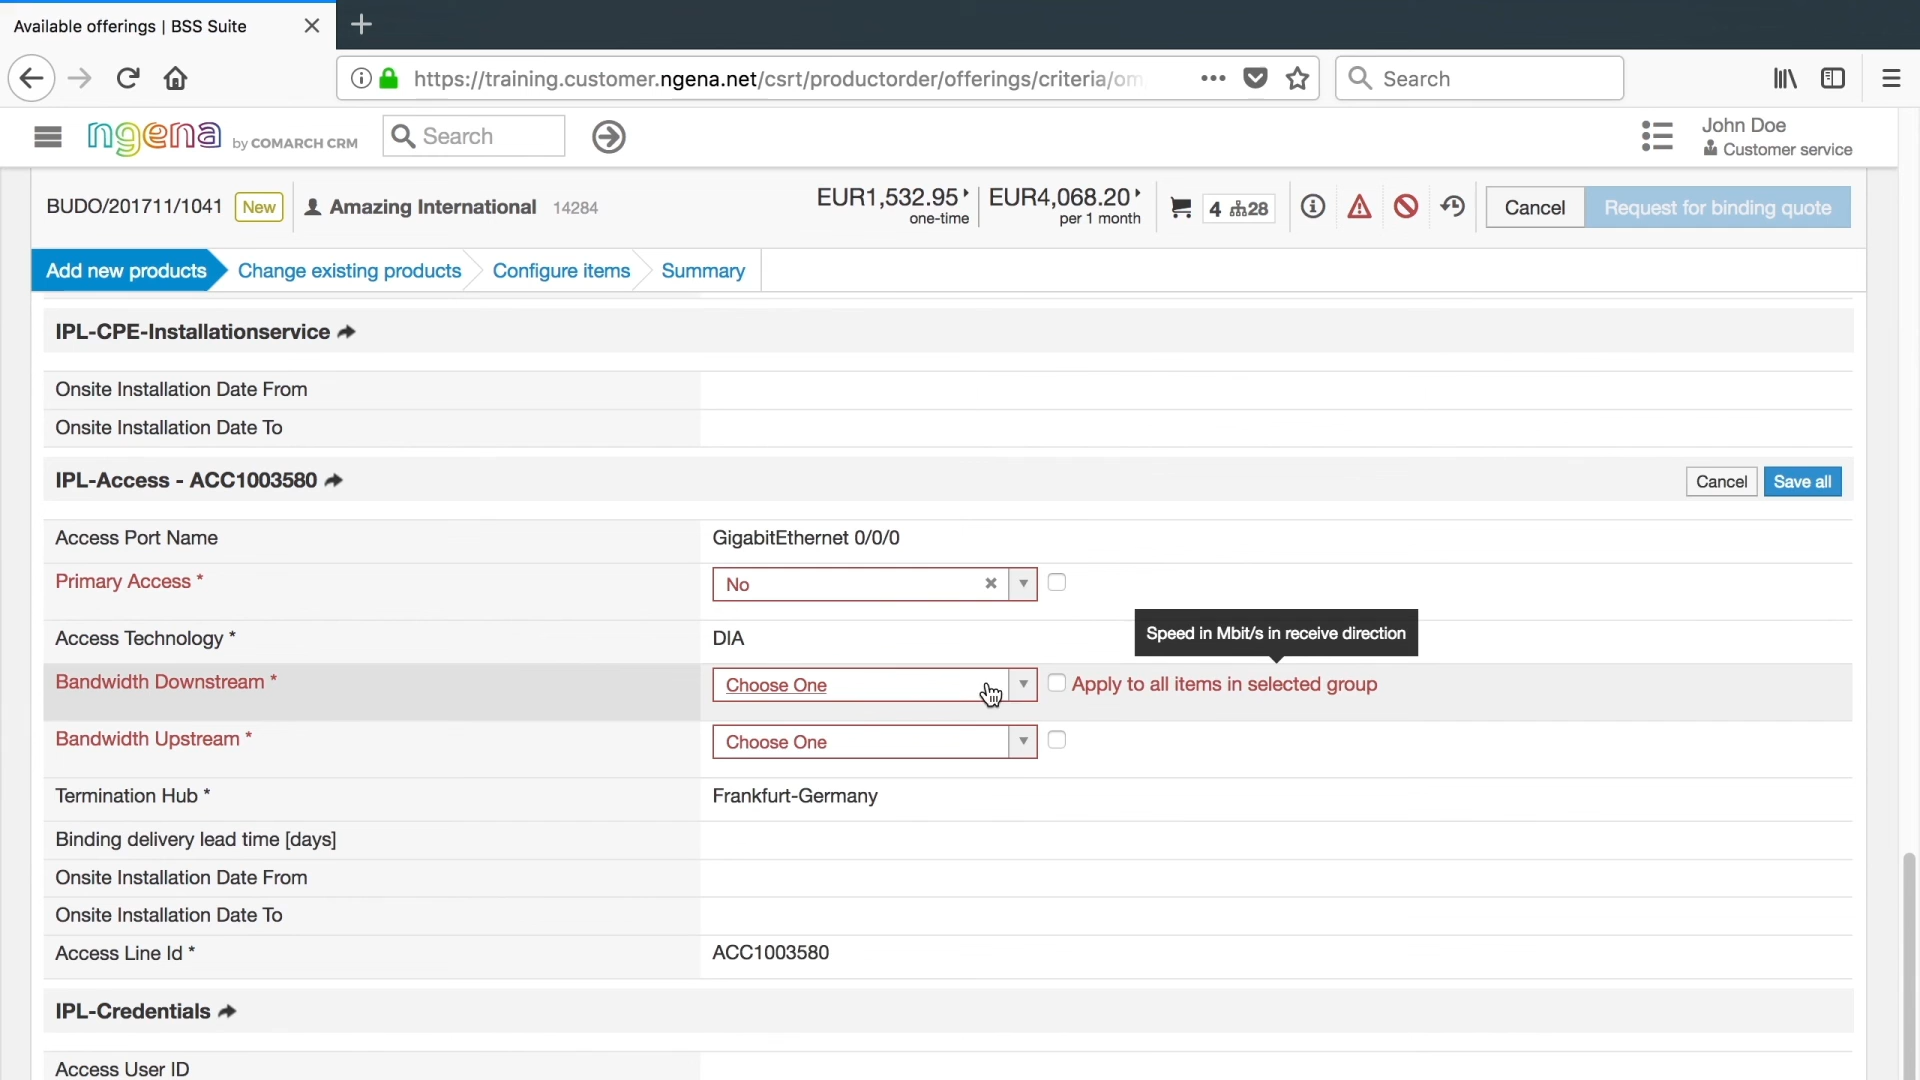 Available offerings | BSS Suite
https://training.customer.ngena.net/csrt/productorder/offerings/criteria/om
Search
ngena by COMARCH CRM
Search
John Doe
Customer service
BUDO/201711/1041 New Amazing International 14284
EUR1,532.95 one-time
EUR4,068.20 per 1 month
4 28
Cancel Request for binding quote
Add new products Change existing products Configure items Summary
IPL-CPE-Installationservice
Onsite Installation Date From
Onsite Installation Date To
IPL-Access - ACC1003580 Cancel Save all
Access Port Name GigabitEthernet 0/0/0
Primary Access * No
Access Technology * DIA
Speed in Mbit/s in receive direction
Bandwidth Downstream * Choose One Apply to all items in selected group
Bandwidth Upstream * Choose One
Termination Hub * Frankfurt-Germany
Binding delivery lead time [days]
Onsite Installation Date From
Onsite Installation Date To
Access Line Id * ACC1003580
IPL-Credentials
Access User ID